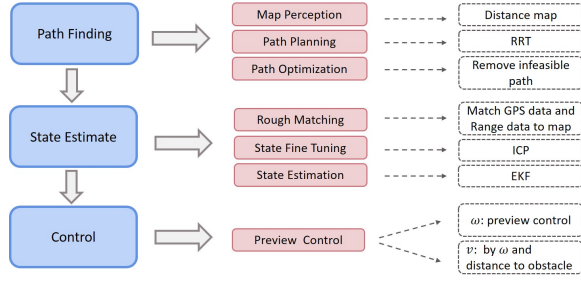 Path Finding
Map Perception
Distance map
Path Planning
RRT
Path Optimization
Remove infeasible
path
State Estimate
Rough Matching
Match GPS data and
Range data to map
State Fine Tuning
ICP
State Estimation
EKF
Control
Preview Control
ω: preview control
v: by ω and
distance to obstacle